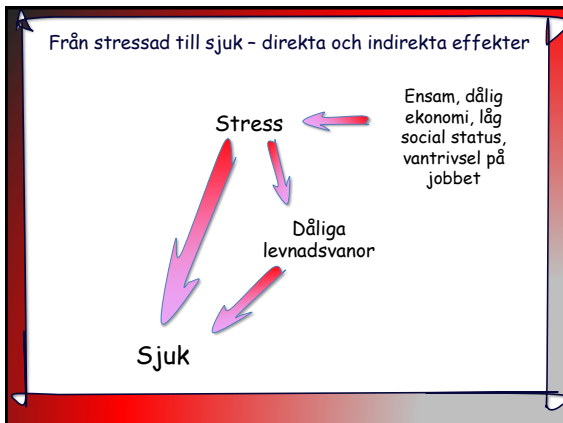 Från stressad till sjuk – direkta och indirekta effekter
Ensam, dålig
ekonomi, låg
social status,
vantrivsel på
jobbet
Stress
Dåliga
levnadsvanor
Sjuk